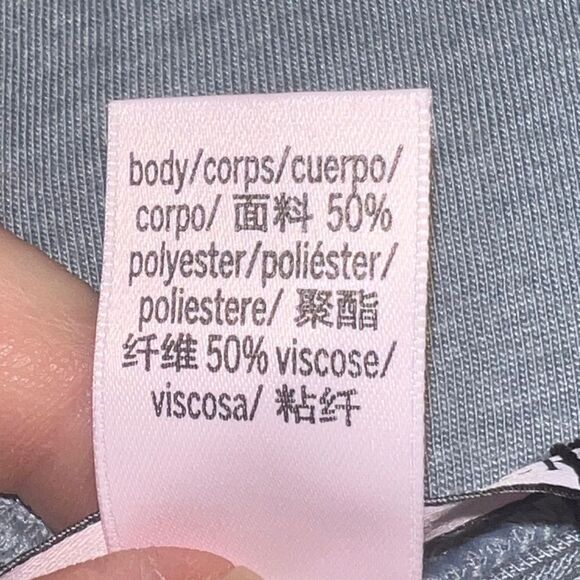 body/corps/cuerpo/
corpo/ 面料 50%
polyester/poliéster/
poliestere/ 聚酯
纤维 50% viscose/
viscosa/ 粘纤